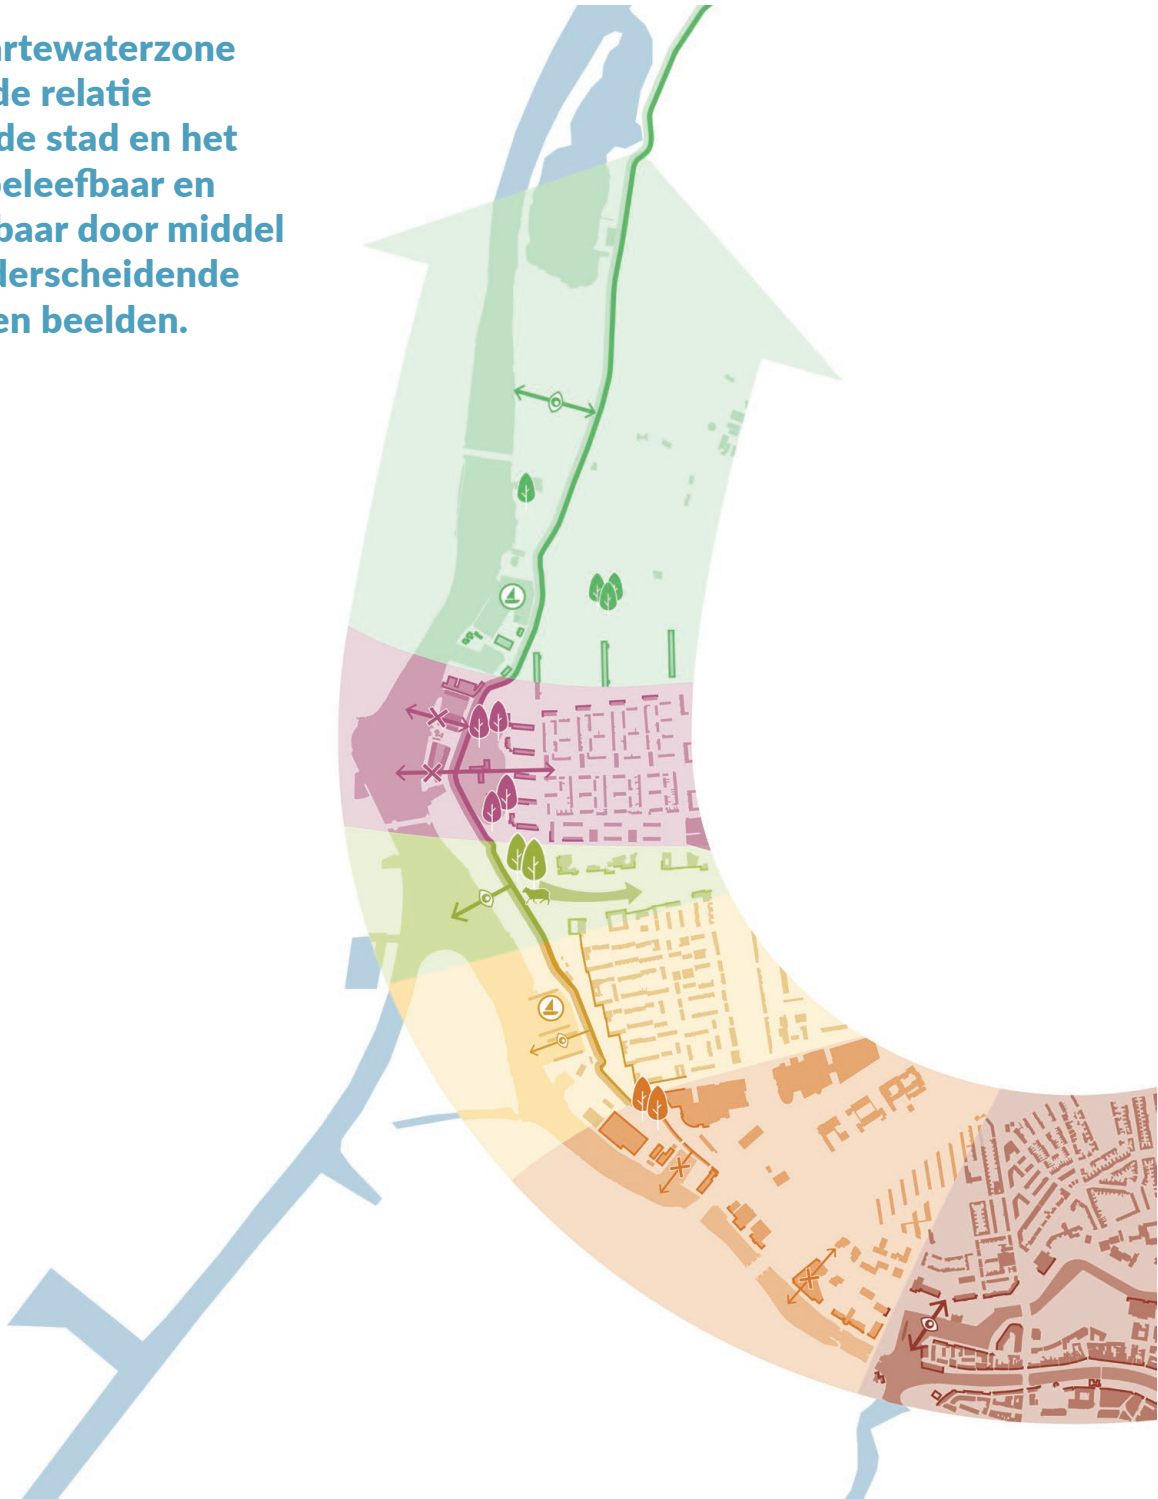 artewaterzone
de relatie
de stad en het
beleefbaar en
baar door middel
derscheidende
en beelden.